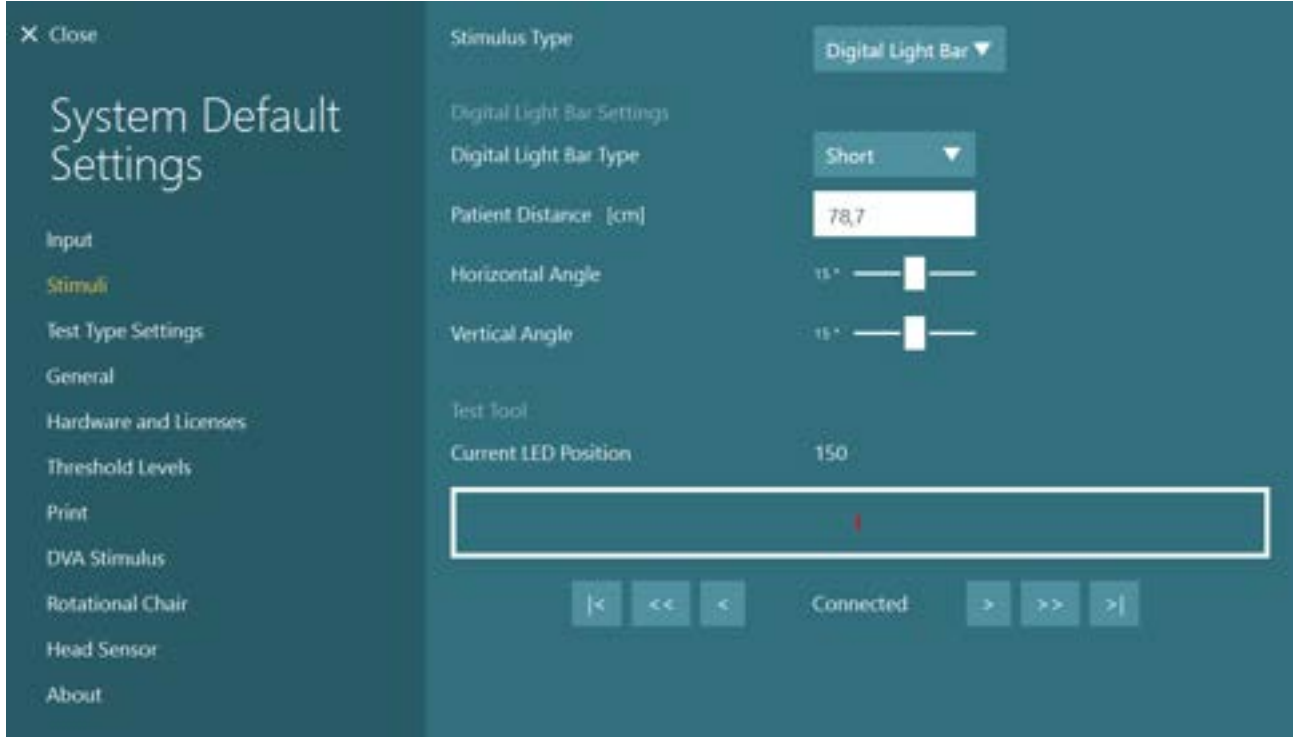 ✕ Close
System Default
Settings
Input
Stimuli
Test Type Settings
General
Hardware and Licenses
Threshold Levels
Print
DVA Stimulus
Rotational Chair
Head Sensor
About
Stimulus Type
Digital Light Bar ▼
Digital Light Bar Settings
Digital Light Bar Type
Short ▼
Patient Distance [cm]
78,7
Horizontal Angle
15 °
Vertical Angle
15 °
Test Tool
Current LED Position
150
|<
<<
<
Connected
>
>>
>|